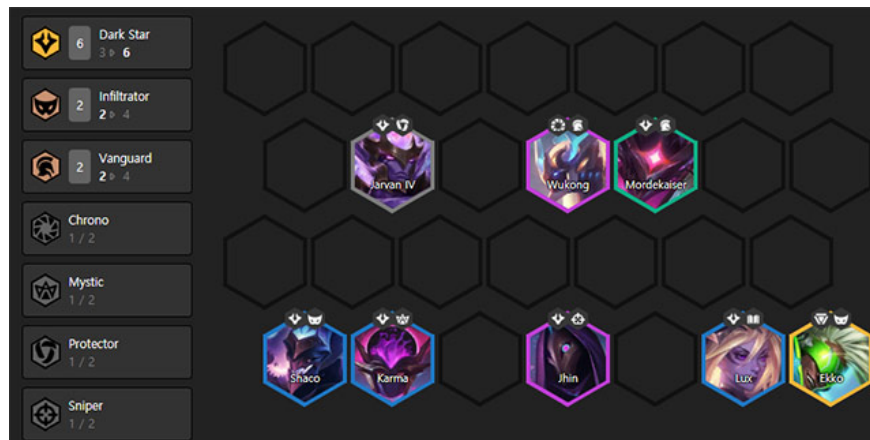 6
Dark Star
3 ▹ 6
2
Infiltrator
2 ▹ 4
2
Vanguard
2 ▹ 4
Chrono
1 / 2
Mystic
1 / 2
Protector
1 / 2
Sniper
1 / 2
Jarvan IV
Wukong
Mordekaiser
Shaco
Karma
Jhin
Lux
Ekko